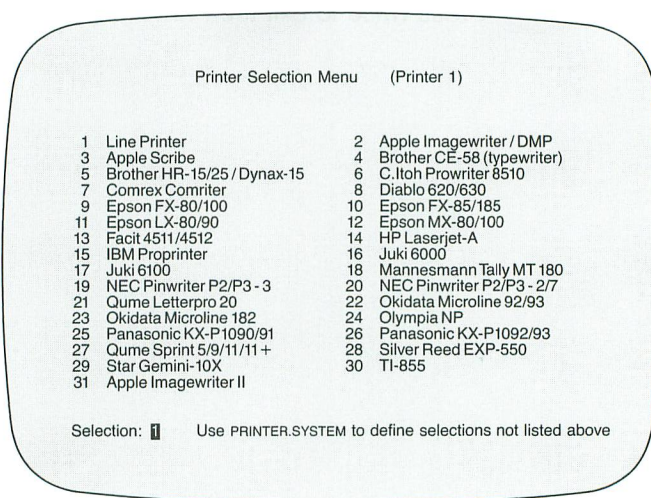 Printer Selection Menu (Printer 1)
1 Line Printer 2 Apple Imagewriter / DMP
3 Apple Scribe 4 Brother CE-58 (typewriter)
5 Brother HR-15/25 / Dynax-15 6 C.Itoh Prowriter 8510
7 Comrex Comriter 8 Diablo 620/630
9 Epson FX-80/100 10 Epson FX-85/185
11 Epson LX-80/90 12 Epson MX-80/100
13 Facit 4511/4512 14 HP Laserjet-A
15 IBM Proprinter 16 Juki 6000
17 Juki 6100 18 Mannesmann Tally MT 180
19 NEC Pinwriter P2/P3 - 3 20 NEC Pinwriter P2/P3 - 2/7
21 Qume Letterpro 20 22 Okidata Microline 92/93
23 Okidata Microline 182 24 Olympia NP
25 Panasonic KX-P1090/91 26 Panasonic KX-P1092/93
27 Qume Sprint 5/9/11/11 + 28 Silver Reed EXP-550
29 Star Gemini-10X 30 TI-855
31 Apple Imagewriter II
Selection: 1 Use PRINTER.SYSTEM to define selections not listed above